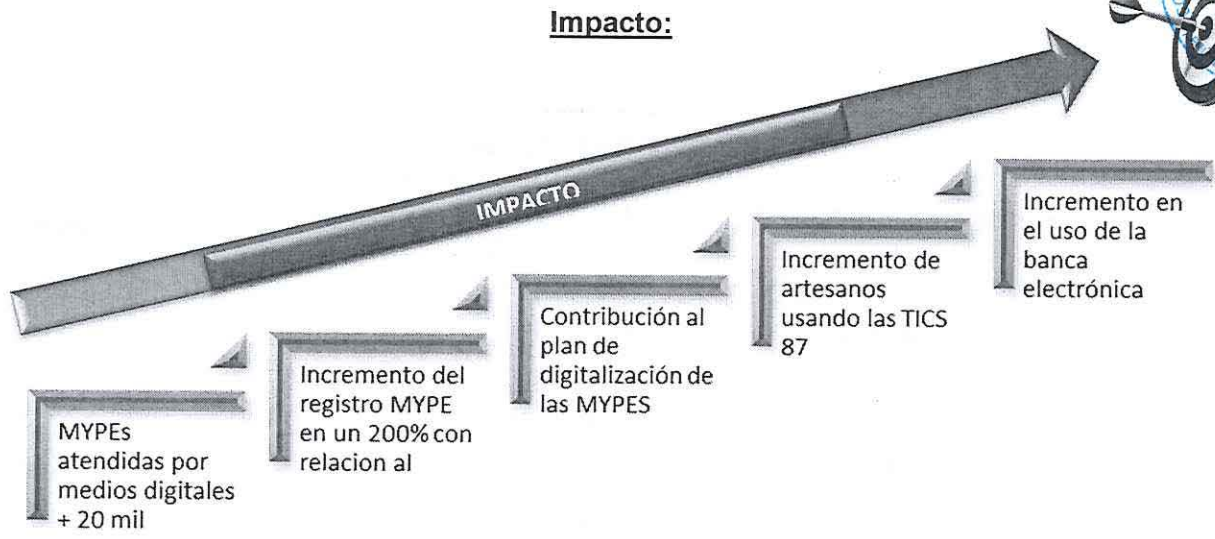 Impacto:
IMPACTO
MYPEs
atendidas por
medios digitales
+ 20 mil
Incremento del
registro MYPE
en un 200% con
relacion al
Contribución al
plan de
digitalización de
las MYPES
Incremento de
artesanos
usando las TICS
87
Incremento en
el uso de la
banca
electrónica